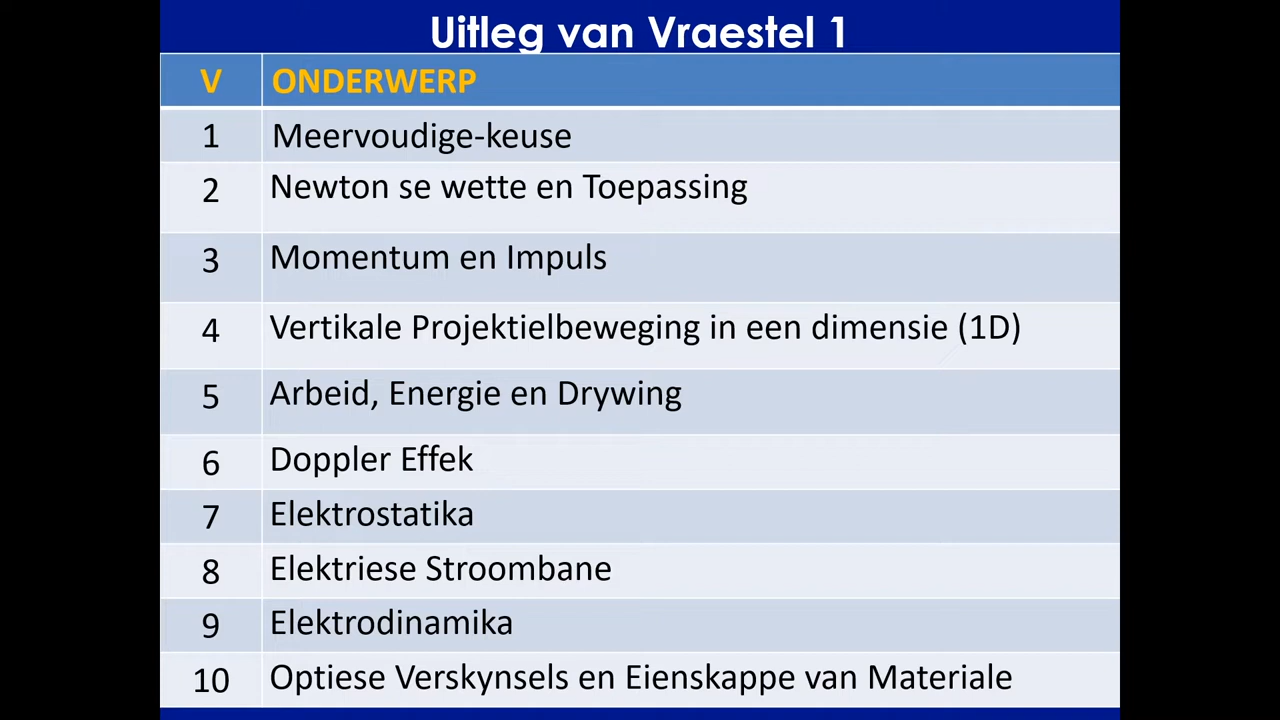 Uitleg van Vraestel 1
V ONDERWERP
1 Meervoudige-keuse
2 Newton se wette en Toepassing
3 Momentum en Impuls
4 Vertikale Projektielbeweging in een dimensie (1D)
5 Arbeid, Energie en Drywing
6 Doppler Effek
7 Elektrostatika
8 Elektriese Stroombane
9 Elektrodinamika
10 Optiese Verskynsels en Eienskappe van Materiale